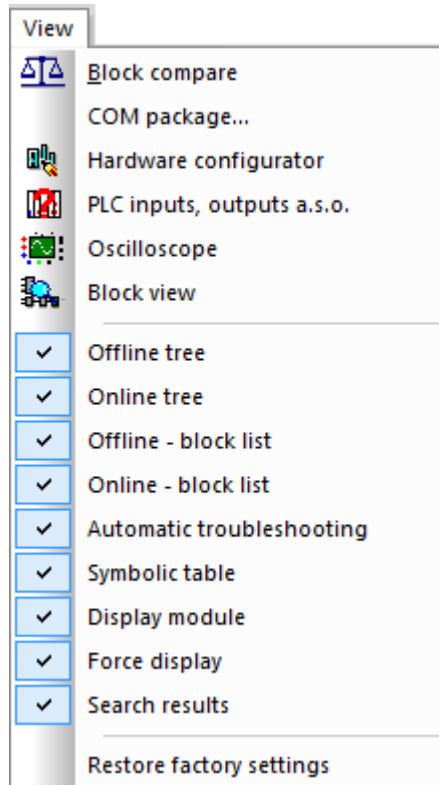 View
Block compare
COM package...
Hardware configurator
PLC inputs, outputs a.s.o.
Oscilloscope
Block view
Offline tree
Online tree
Offline - block list
Online - block list
Automatic troubleshooting
Symbolic table
Display module
Force display
Search results
Restore factory settings